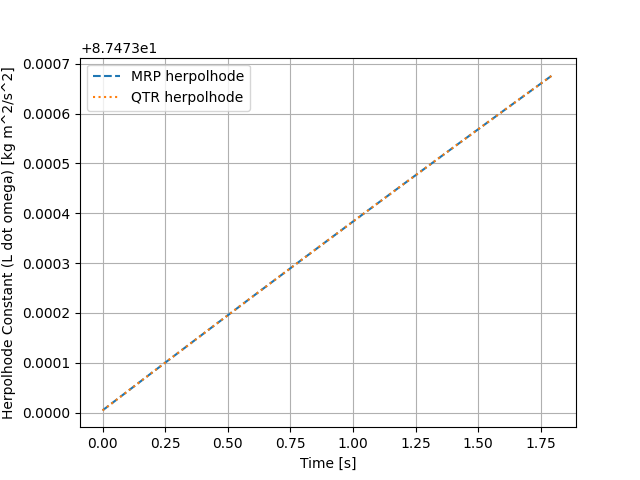 +8.7473e1
0.0007
0.0006
0.0005
0.0004
0.0003
0.0002
0.0001
0.0000
Herpolhode Constant (L dot omega) [kg m^2/s^2]
MRP herpolhode
QTR herpolhode
0.00 0.25 0.50 0.75 1.00 1.25 1.50 1.75
Time [s]